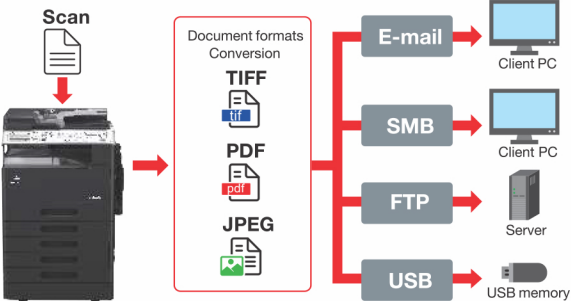 Scan
Document formats
Conversion
TIFF
tif
PDF
pdf
JPEG
E-mail
Client PC
SMB
Client PC
FTP
Server
USB
USB memory